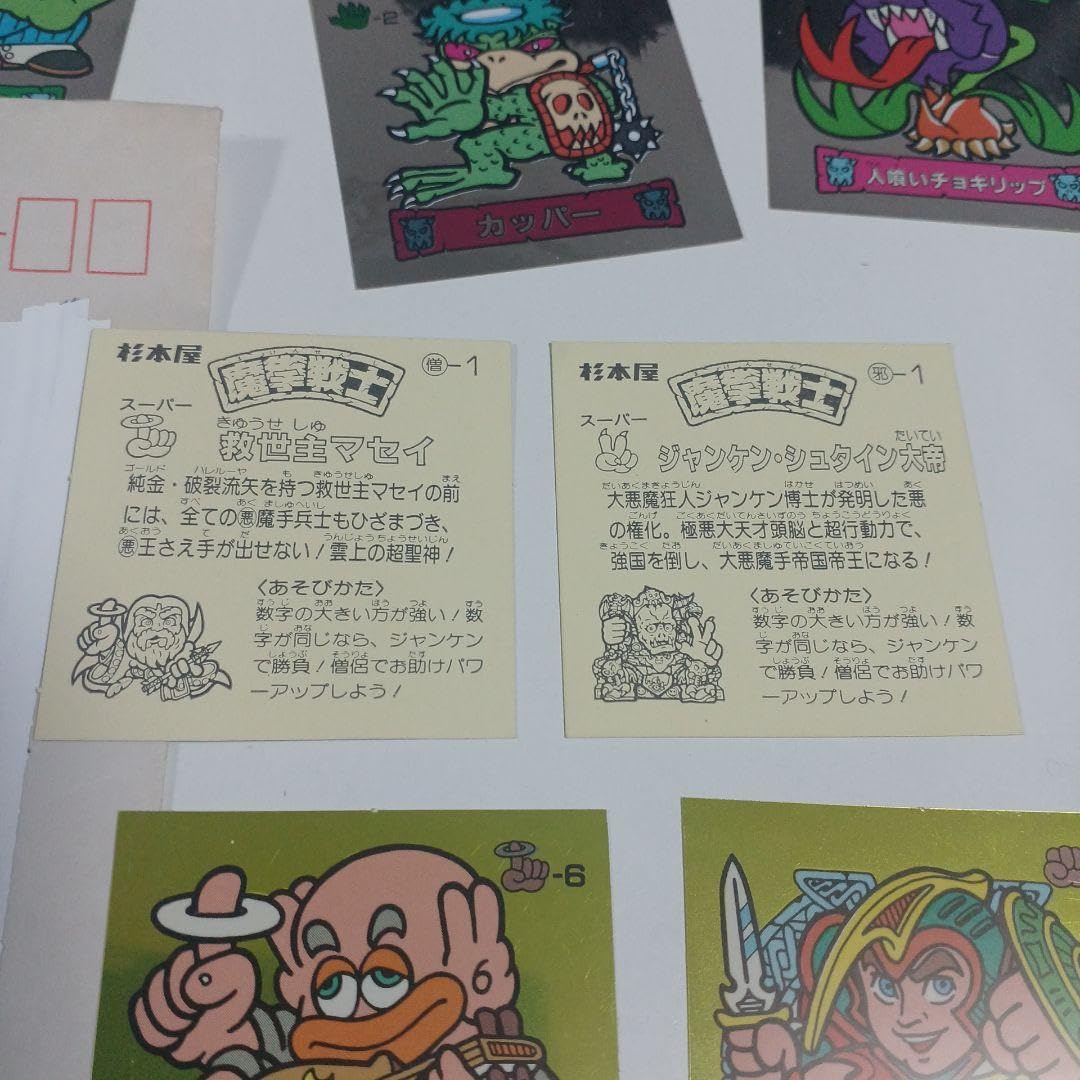 -2
カッパー
人喰いチョキリップ
杉本屋
まけんせんし
魔拳戦士
僧-1
スーパー
きゅうせしゅ
救世主マセイ
ゴールド ハレルーヤ も きゅうせしゅ まえ
純金・破裂流矢を持つ救世主マセイの前
すべ あく ましゅへいし
には、全ての悪魔手兵士もひざまづき、
あくおう て だ うんじょう ちょうせいじん
悪王さえ手が出せない!雲上の超聖神!
〈あそびかた〉
すうじ おお ほう つよ すう
数字の大きい方が強い!数
じ おな
字が同じなら、ジャンケン
しょうぶ そうりょ たす
で勝負!僧侶でお助けパワ
ーアップしよう!
杉本屋
魔拳戦士
邪-1
スーパー
たいてい
ジャンケン・シュタイン大帝
だいあくまきょうじん はかせ はつめい あく
大悪魔狂人ジャンケン博士が発明した悪
ごんげ ごくあくだいてんさいずのう ちょうこうどうりょく
の権化。極悪大天才頭脳と超行動力で、
きょうこく たお だいあくましゅていこくていおう
強国を倒し、大悪魔手帝国帝王になる!
〈あそびかた〉
すうじ おお ほう つよ すう
数字の大きい方が強い!数
じ おな
字が同じなら、ジャンケン
しょうぶ そうりょ たす
で勝負!僧侶でお助けパワ
ーアップしよう!
-6